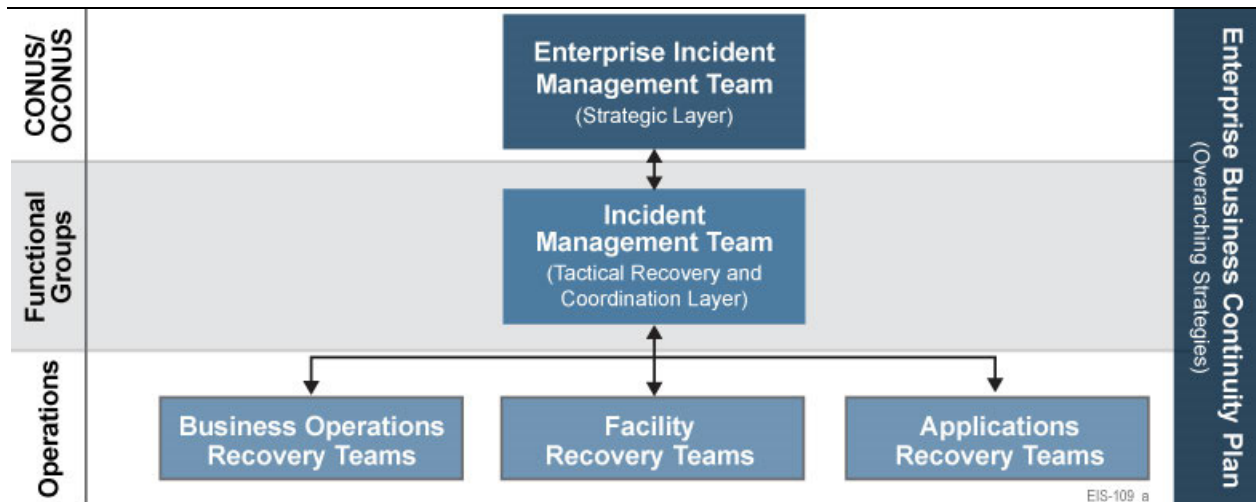 CONUS/
OCONUS
Enterprise Incident
Management Team
(Strategic Layer)
Functional
Groups
Incident
Management Team
(Tactical Recovery and
Coordination Layer)
Operations
Business Operations
Recovery Teams
Facility
Recovery Teams
Applications
Recovery Teams
Enterprise Business Continuity Plan
(Overarching Strategies)
EIS-109_a